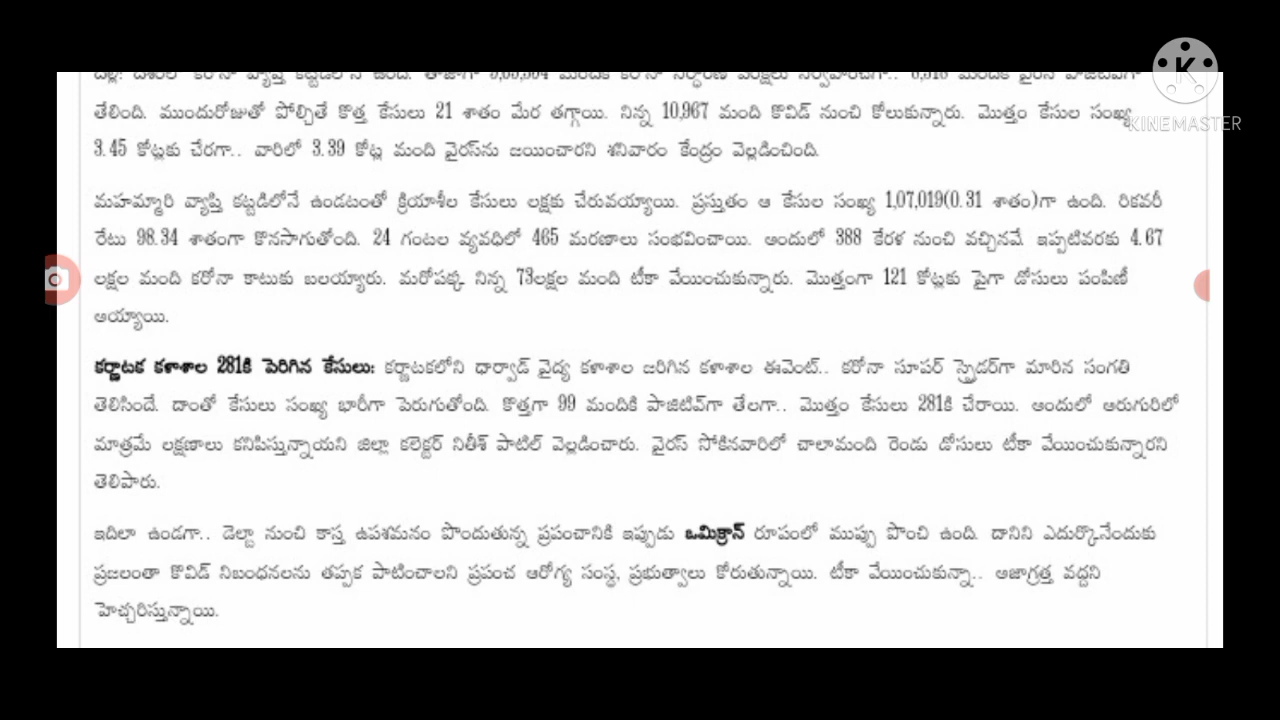 తేలింది. ముందురోజుతో పోల్చితే కొత్త కేసులు 21 శాతం మేర తగ్గాయి. నిన్న 10,967 మంది కొవిడ్ నుంచి కోలుకున్నారు. మొత్తం కేసుల సంఖ్య
KINEMASTER
3.45 కోట్లకు చేరగా.. వారిలో 3.39 కోట్ల మంది వైరస్‌ను జయించారని శనివారం కేంద్రం వెల్లడించింది.
మహమ్మారి వ్యాప్తి కట్టడిలోనే ఉండటంతో క్రియాశీల కేసులు లక్షకు చేరువయ్యాయి. ప్రస్తుతం ఆ కేసుల సంఖ్య 1,07,019(0.31 శాతం)గా ఉంది. రికవరీ
రేటు 98.34 శాతంగా కొనసాగుతోంది. 24 గంటల వ్యవధిలో 465 మరణాలు సంభవించాయి. అందులో 388 కేరళ నుంచి వచ్చినవే. ఇప్పటివరకు 4.67
లక్షల మంది కరోనా కాటుకు బలయ్యారు. మరోపక్క నిన్న 73లక్షల మంది టీకా వేయించుకున్నారు. మొత్తంగా 121 కోట్లకు పైగా డోసులు పంపిణీ
అయ్యాయి.
కర్ణాటక కళాశాల 281కి పెరిగిన కేసులు: కర్ణాటకలోని ధార్వాడ్ వైద్య కళాశాల జరిగిన కళాశాల ఈవెంట్.. కరోనా సూపర్ స్ప్రెడర్‌గా మారిన సంగతి
తెలిసిందే. దాంతో కేసులు సంఖ్య భారీగా పెరుగుతోంది. కొత్తగా 99 మందికి పాజిటివ్‌గా తేలగా.. మొత్తం కేసులు 281కి చేరాయి. అందులో ఆరుగురిలో
మాత్రమే లక్షణాలు కనిపిస్తున్నాయని జిల్లా కలెక్టర్ నితీశ్ పాటిల్ వెల్లడించారు. వైరస్ సోకినవారిలో చాలామంది రెండు డోసులు టీకా వేయించుకున్నారని
తెలిపారు.
ఇదిలా ఉండగా.. డెల్టా నుంచి కాస్త ఉపశమనం పొందుతున్న ప్రపంచానికి ఇప్పుడు ఒమిక్రాన్ రూపంలో ముప్పు పొంచి ఉంది. దానిని ఎదుర్కొనేందుకు
ప్రజలంతా కొవిడ్ నిబంధనలను తప్పక పాటించాలని ప్రపంచ ఆరోగ్య సంస్థ, ప్రభుత్వాలు కోరుతున్నాయి. టీకా వేయించుకున్నా.. అజాగ్రత్త వద్దని
హెచ్చరిస్తున్నాయి.